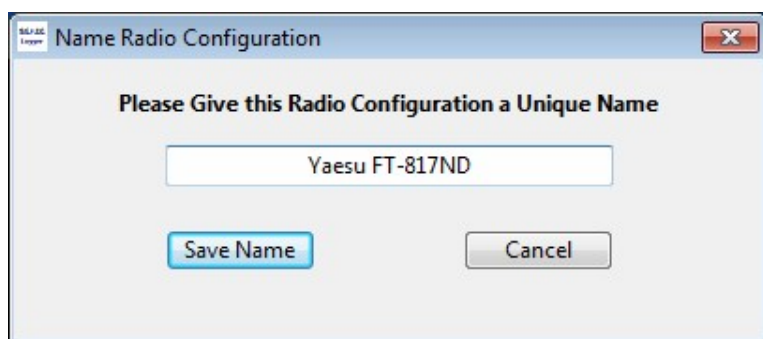 Name Radio Configuration
Please Give this Radio Configuration a Unique Name
Yaesu FT-817ND
Save Name Cancel